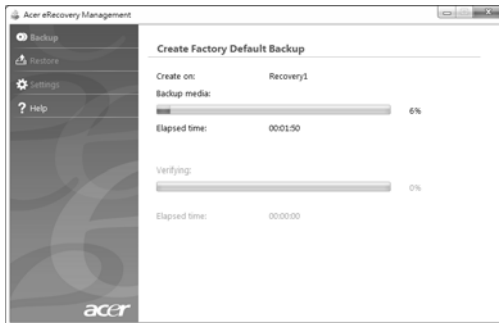 Acer eRecovery Management
Backup
Restore
Settings
? Help
Create Factory Default Backup
Create on: Recovery1
Backup media:
6%
Elapsed time: 00:01:50
Verifying:
0%
Elapsed time: 00:00:00
acer